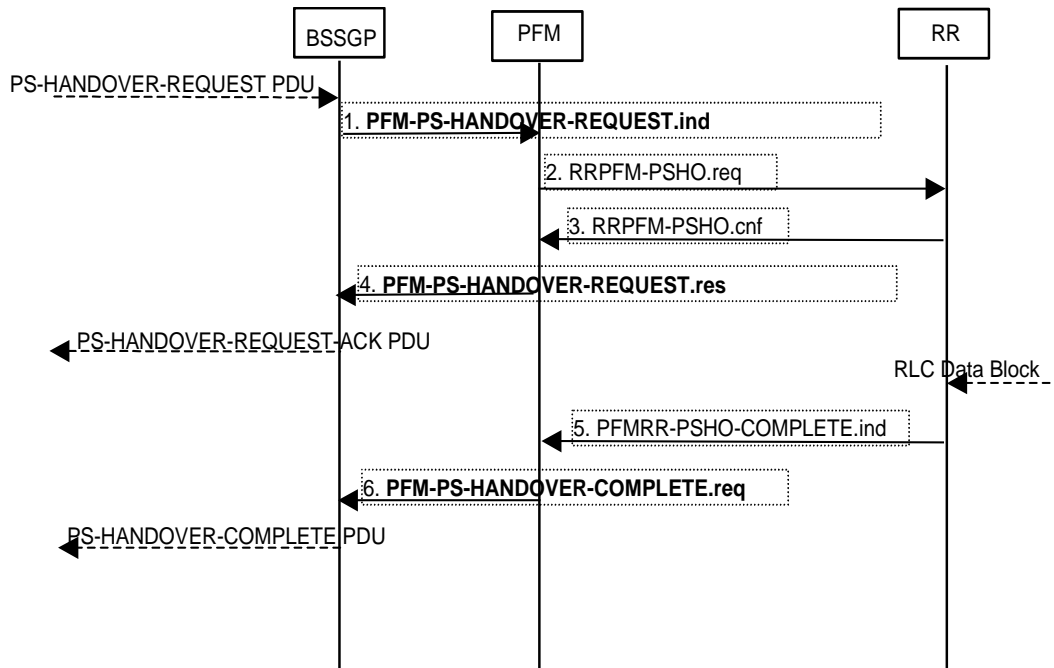 BSSGP
PFM
RR
PS-HANDOVER-REQUEST PDU
1. PFM-PS-HANDOVER-REQUEST.ind
2. RRPFM-PSHO.req
3. RRPFM-PSHO.cnf
4. PFM-PS-HANDOVER-REQUEST.res
PS-HANDOVER-REQUEST-ACK PDU
RLC Data Block
5. PFMRR-PSHO-COMPLETE.ind
6. PFM-PS-HANDOVER-COMPLETE.req
PS-HANDOVER-COMPLETE PDU